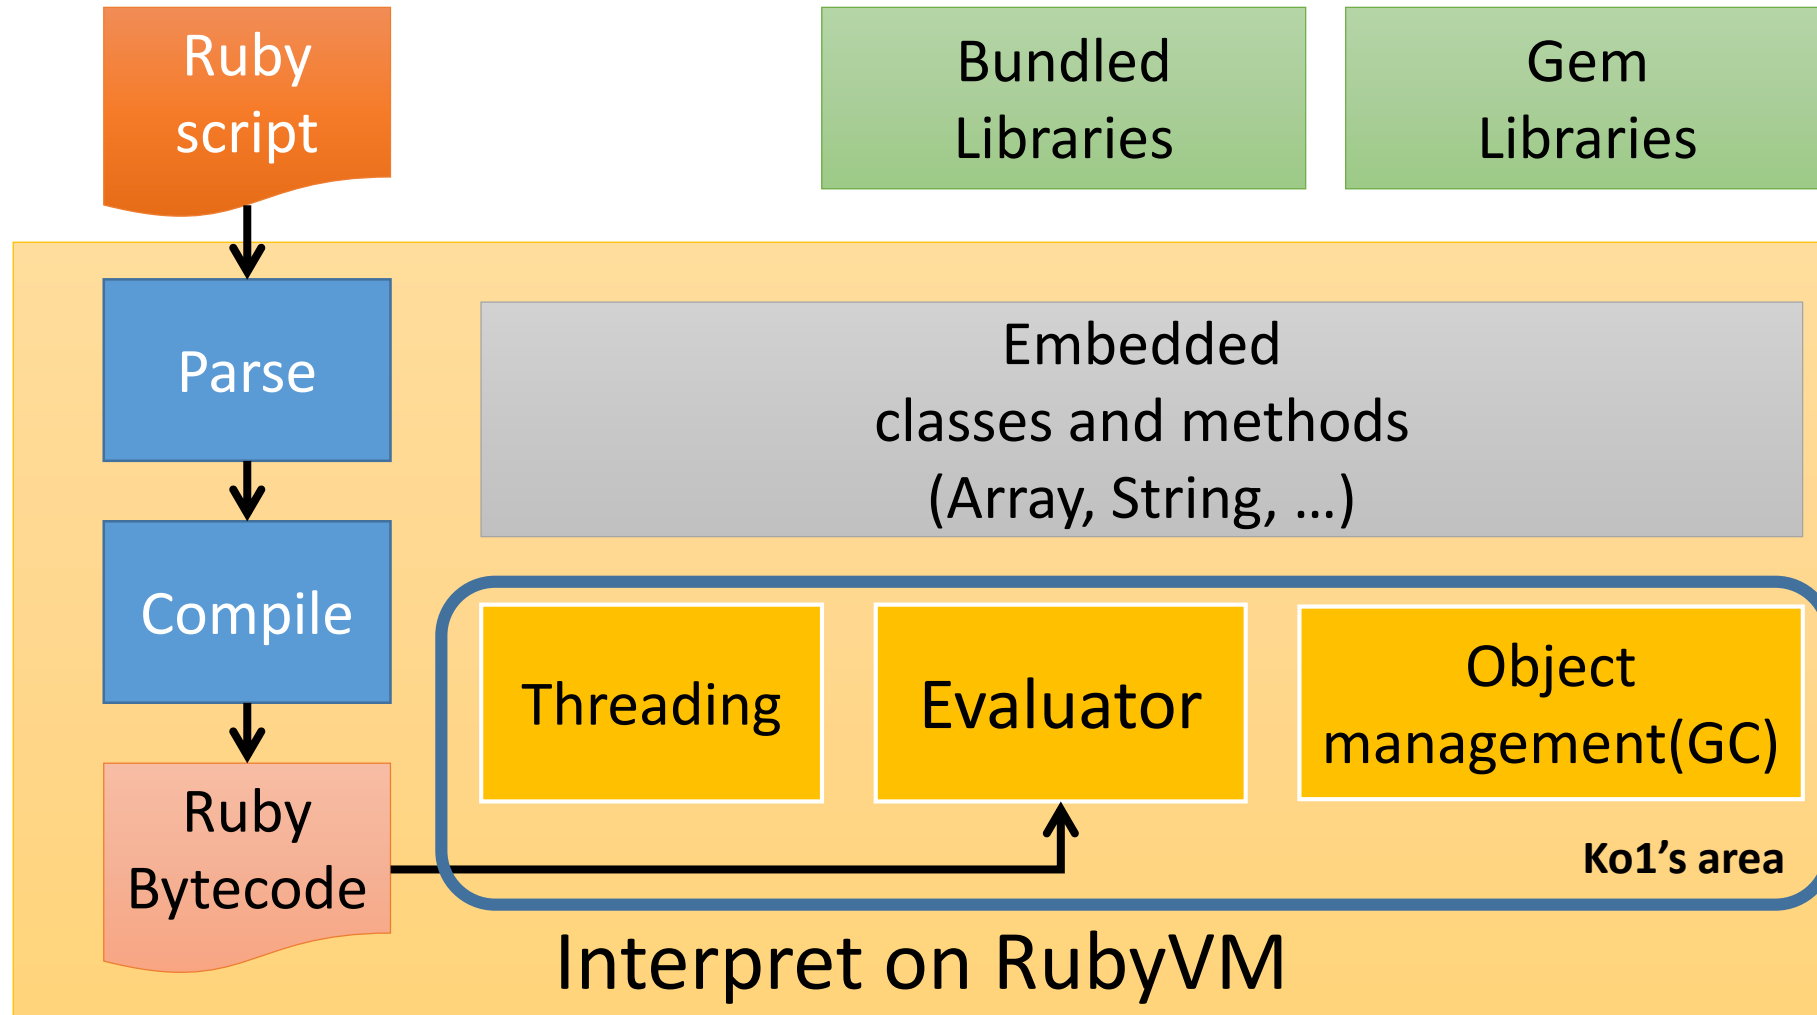 Ruby
script
Bundled
Libraries
Gem
Libraries
Parse
Embedded
classes and methods
(Array, String, …)
Compile
Threading
Evaluator
Object
management(GC)
Ko1’s area
Ruby
Bytecode
Interpret on RubyVM